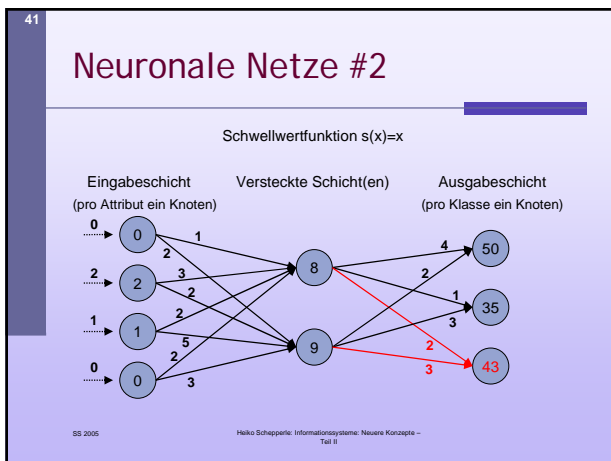 41
Neuronale Netze #2
Schwellwertfunktion s(x)=x
Eingabeschicht Versteckte Schicht(en) Ausgabeschicht
(pro Attribut ein Knoten) (pro Klasse ein Knoten)
0 0 1 4 50
2 2
2 2 3 8
2
1 35
1 1 2 3
5 9
2 2
0 0 3 3 43
SS 2005 Heiko Schepperle: Informationssysteme: Neuere Konzepte –
Teil II